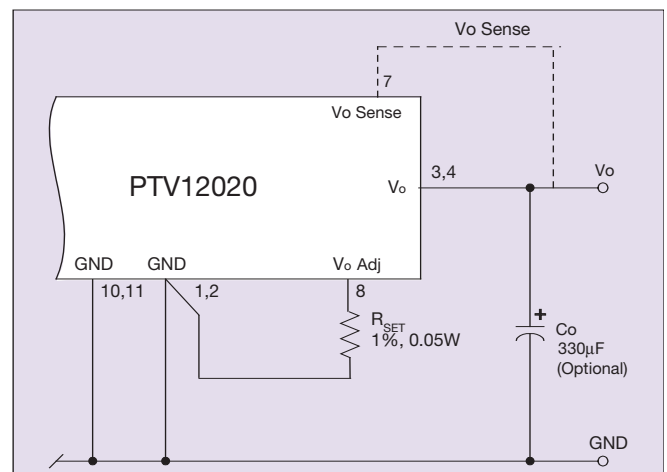 Vo Sense
7
Vo Sense
PTV12020
Vo
3,4
Vo
GND
GND
Vo Adj
10,11
1,2
8
RSET
1%, 0.05W
+
Co
330µF
(Optional)
GND